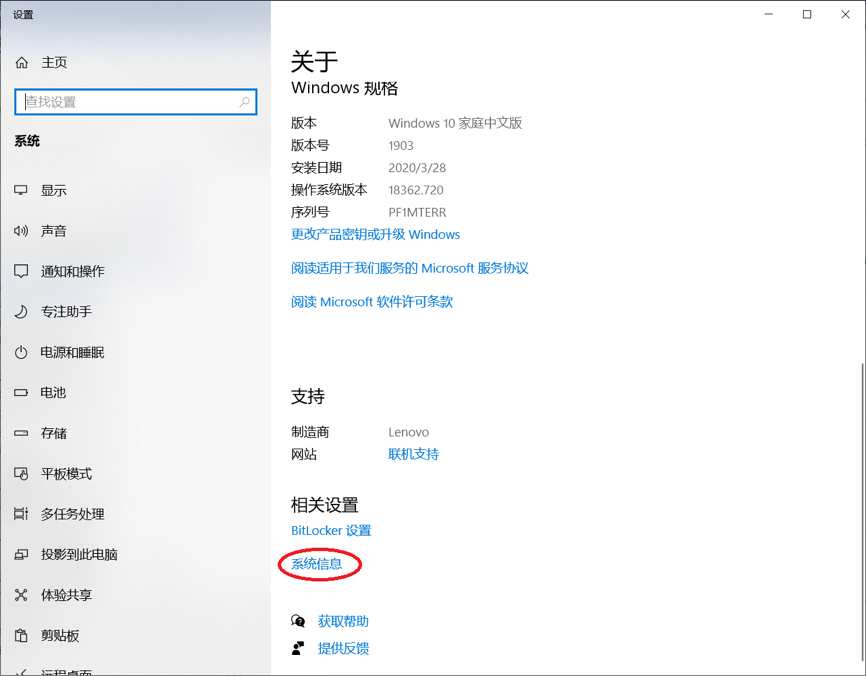 设置
主页
查找设置
系统
显示
声音
通知和操作
专注助手
电源和睡眠
电池
存储
平板模式
多任务处理
投影到此电脑
体验共享
剪贴板
远程桌面
关于
Windows 规格
版本 Windows 10 家庭中文版
版本号 1903
安装日期 2020/3/28
操作系统版本 18362.720
序列号 PF1MTERR
更改产品密钥或升级 Windows
阅读适用于我们服务的 Microsoft 服务协议
阅读 Microsoft 软件许可条款
支持
制造商 Lenovo
网站 联机支持
相关设置
BitLocker 设置
系统信息
获取帮助
提供反馈